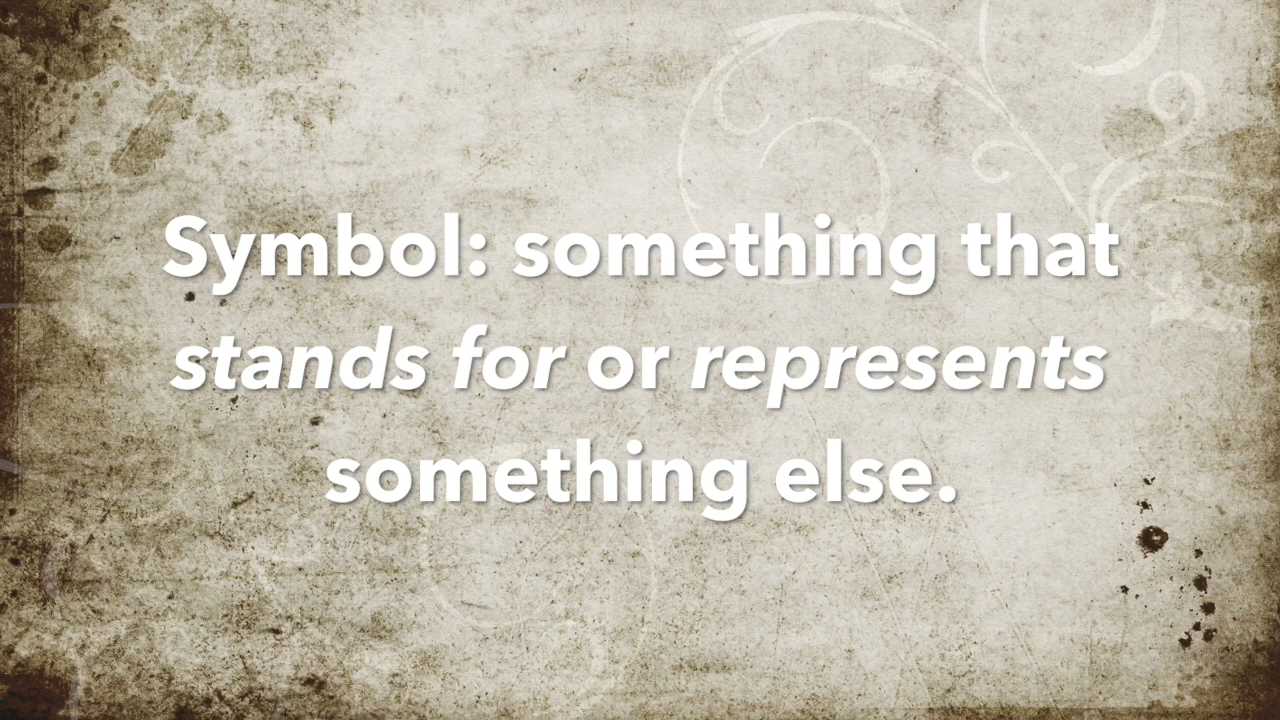 Symbol: something that
stands for or represents
something else.